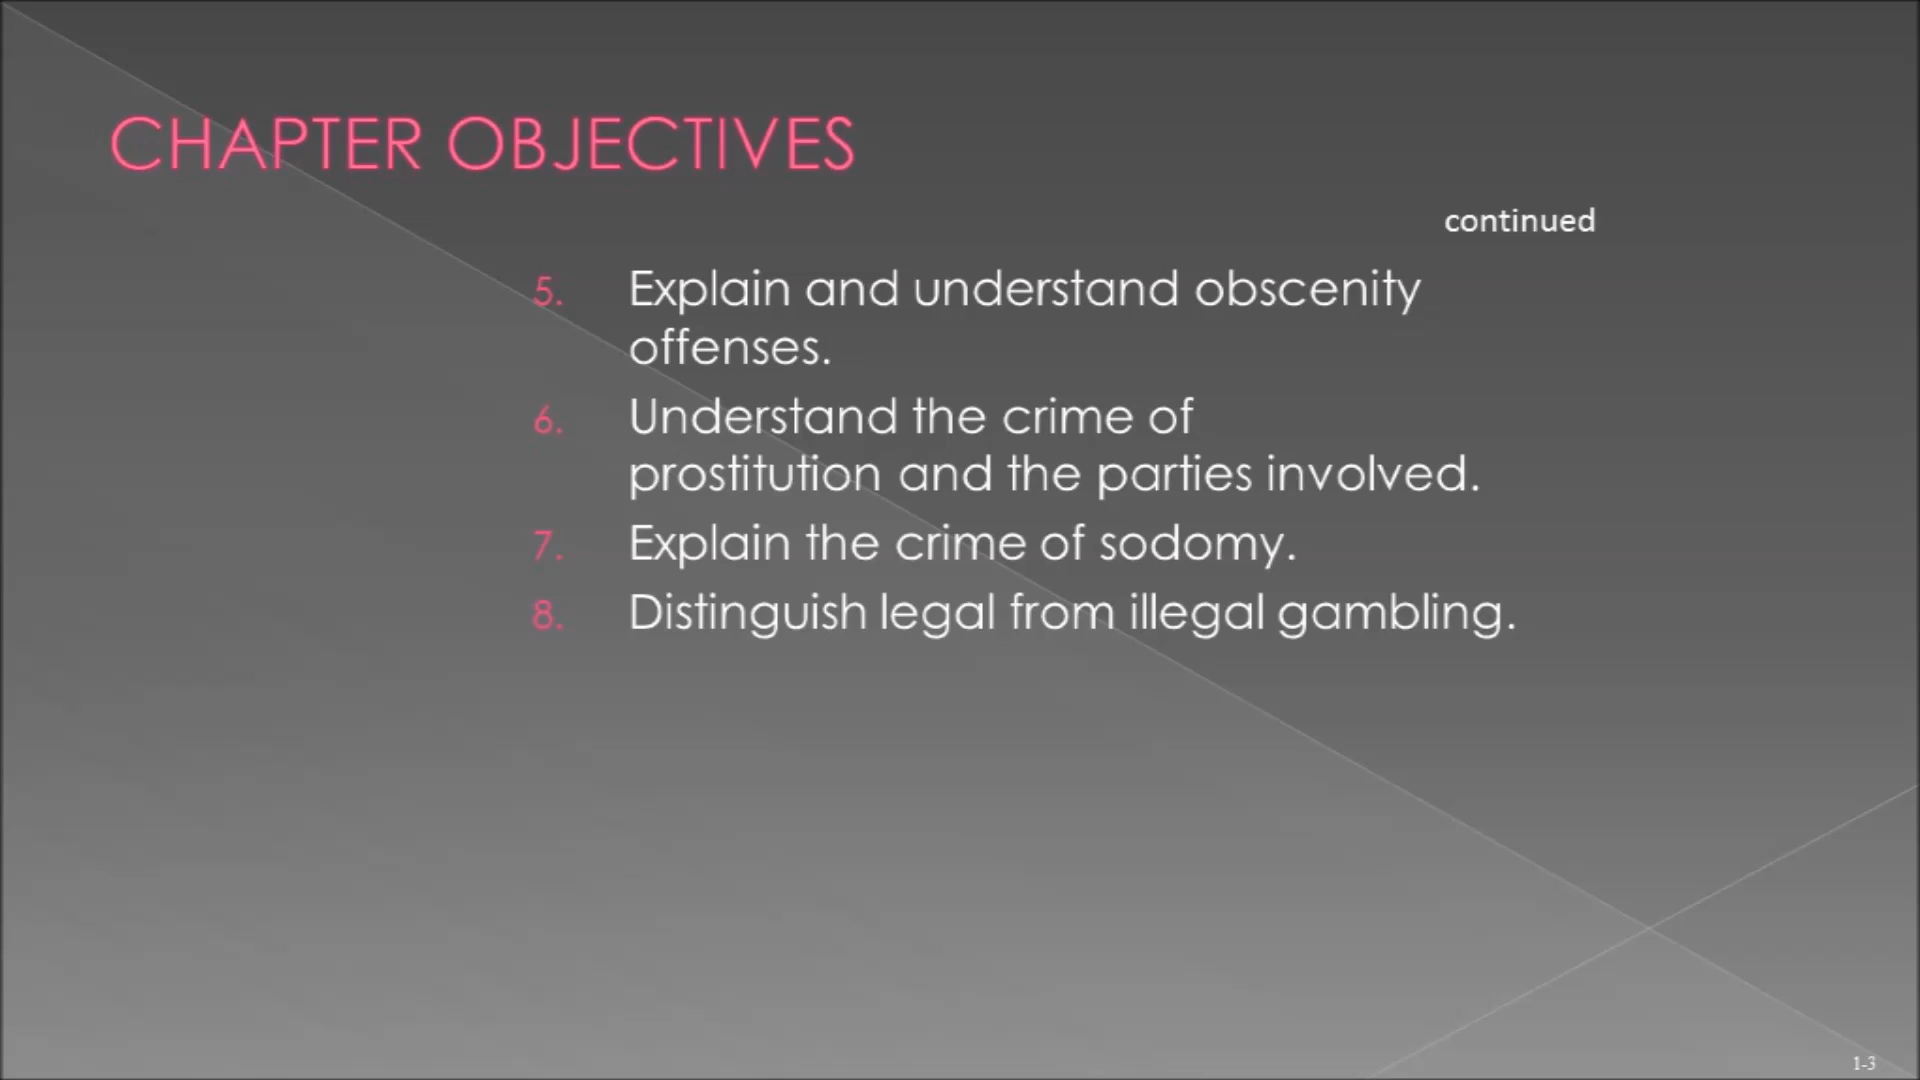 CHAPTER OBJECTIVES
continued
5. Explain and understand obscenity
offenses.
6. Understand the crime of
prostitution and the parties involved.
7. Explain the crime of sodomy.
8. Distinguish legal from illegal gambling.
1-3